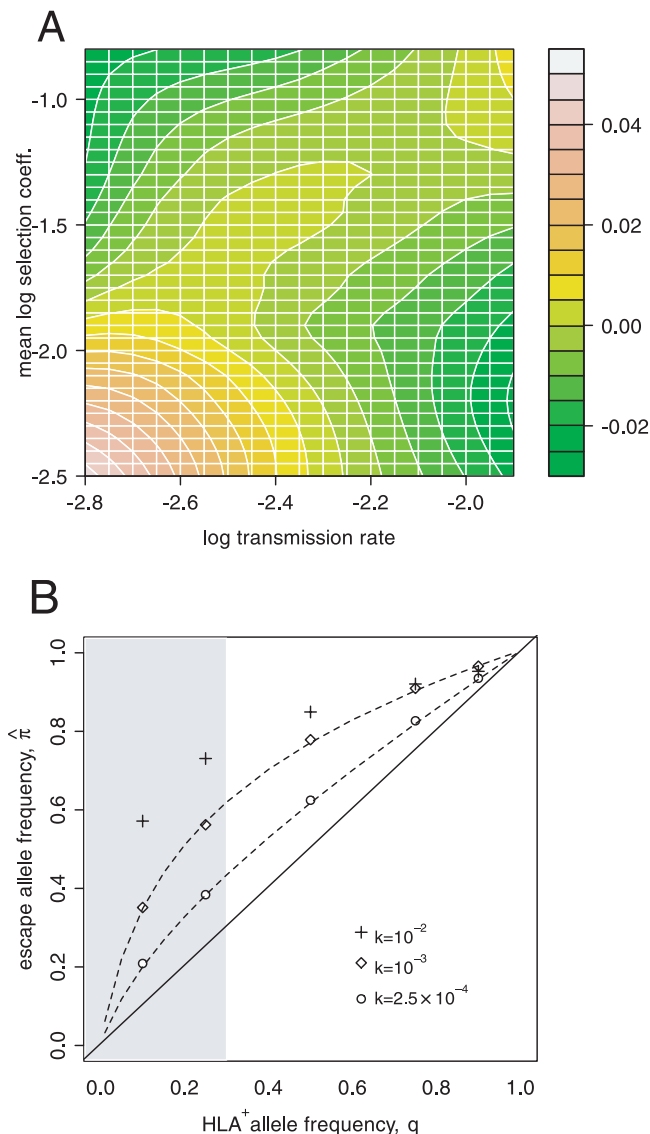 A
mean log selection coeff.
-1.0
-1.5
-2.0
-2.5
-2.8
-2.6
-2.4
-2.2
-2.0
log transmission rate
0.04
0.02
0.00
-0.02
B
escape allele frequency, π̂
1.0
0.8
0.6
0.4
0.2
0.0
k=10⁻²
k=10⁻³
k=2.5×10⁻⁴
0.0
0.2
0.4
0.6
0.8
1.0
HLA⁺ allele frequency, q